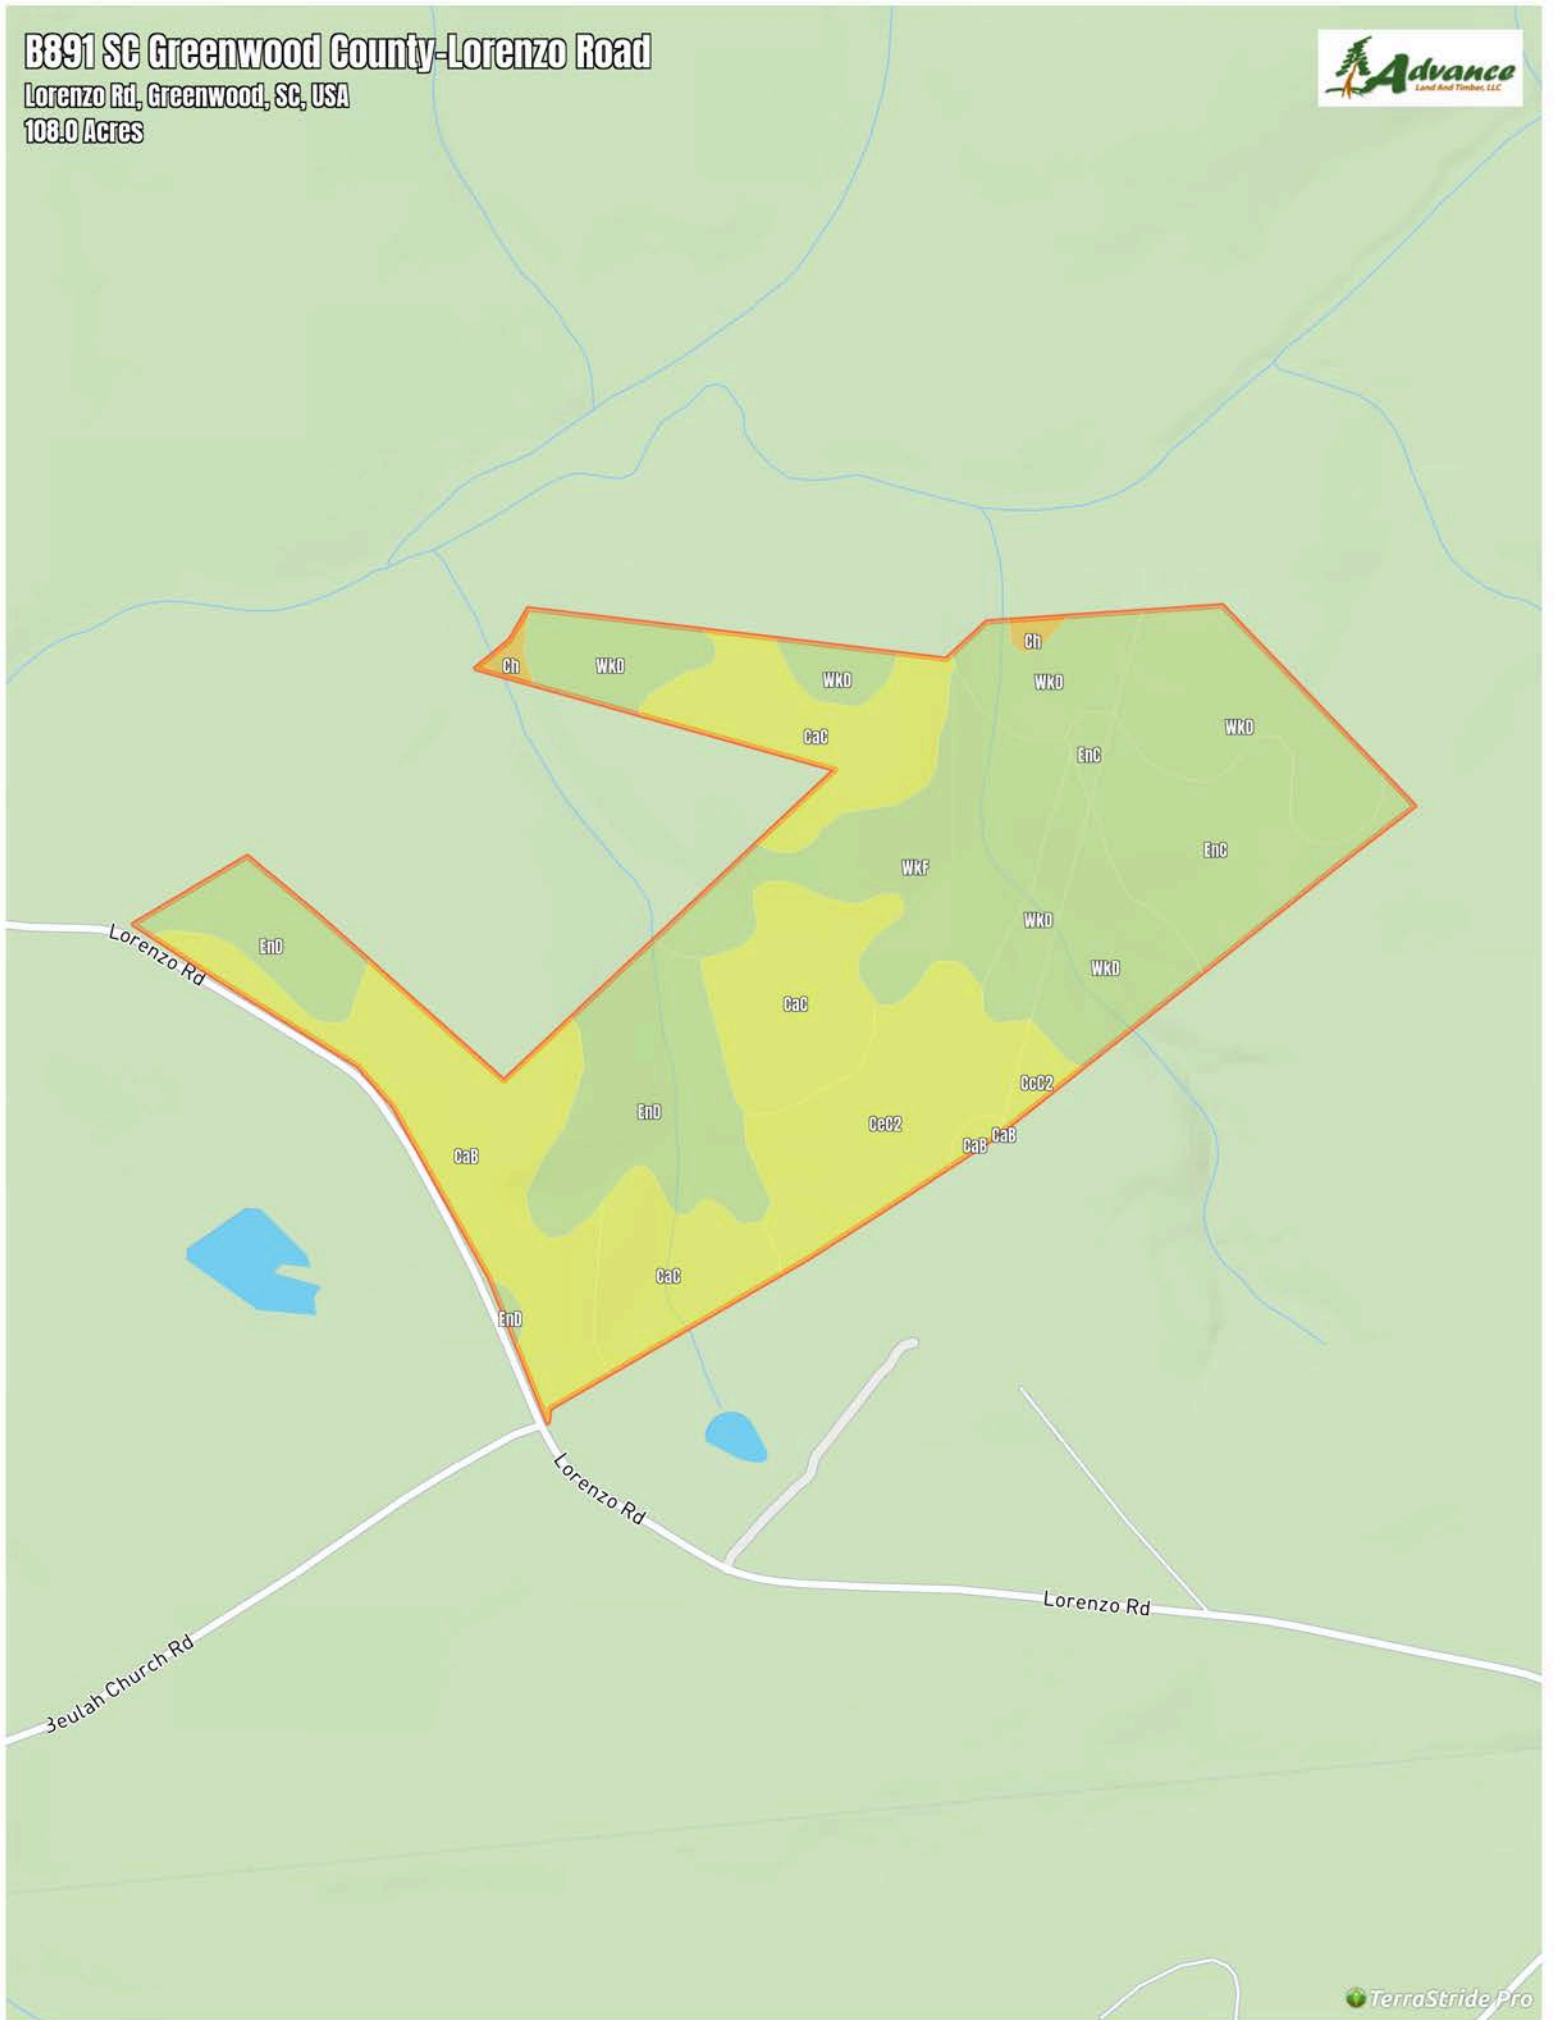 B891 SC Greenwood County-Lorenzo Road
Lorenzo Rd, Greenwood, SC, USA
108.0 Acres
Advance
Land And Timber, LLC
Ch
Ch
WkD
WkD
WkD
WkD
CaC
EnC
EnC
WkF
WkD
EnD
Lorenzo Rd
WkD
CaC
CcC2
EnD
CeC2
CaB
CaB
CaB
CaC
EnD
Lorenzo Rd
Lorenzo Rd
Beulah Church Rd
TerraStride Pro